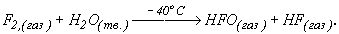 F₂,(газ) + H₂O(тв.) —−40°C→ HFO(газ) + HF(газ).